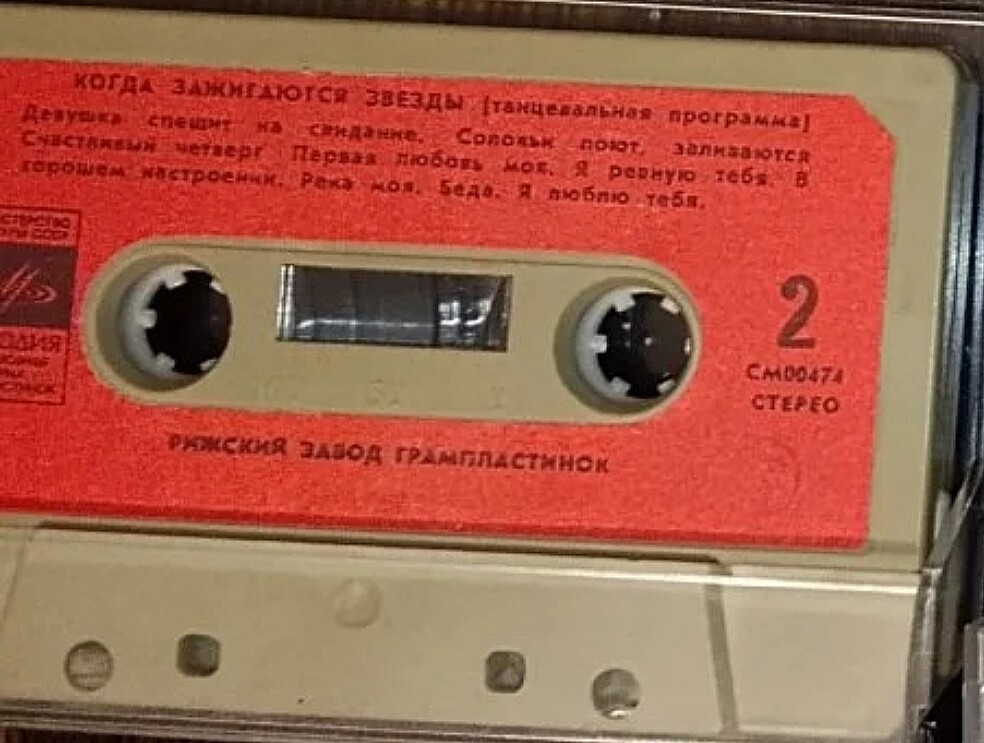 КОГДА ЗАЖИГАЮТСЯ ЗВЕЗДЫ [танцевальная программа]
Девушка спешит на свидание. Соловьи поют, заливаются
Счастливый четверг Первая любовь моя. Я ревную тебя. В
хорошем настроении. Река моя. Беда. Я люблю тебя.
2
СМ00474
СТЕРЕО
РИЖСКИЙ ЗАВОД ГРАМПЛАСТИНОК